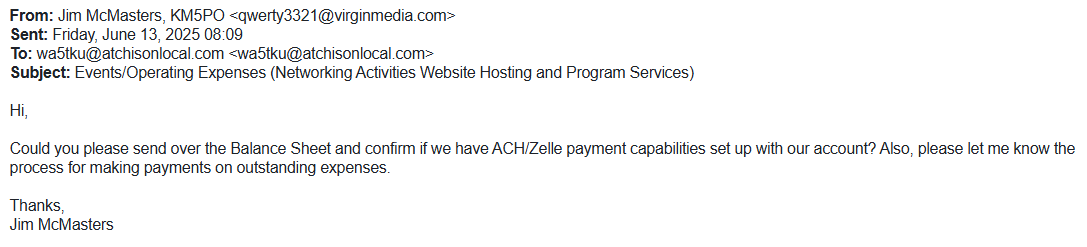 From: Jim McMasters, KM5PO <qwerty3321@virginmedia.com>
Sent: Friday, June 13, 2025 08:09
To: wa5tku@atchisonlocal.com <wa5tku@atchisonlocal.com>
Subject: Events/Operating Expenses (Networking Activities Website Hosting and Program Services)
Hi,
Could you please send over the Balance Sheet and confirm if we have ACH/Zelle payment capabilities set up with our account? Also, please let me know the
process for making payments on outstanding expenses.
Thanks,
Jim McMasters